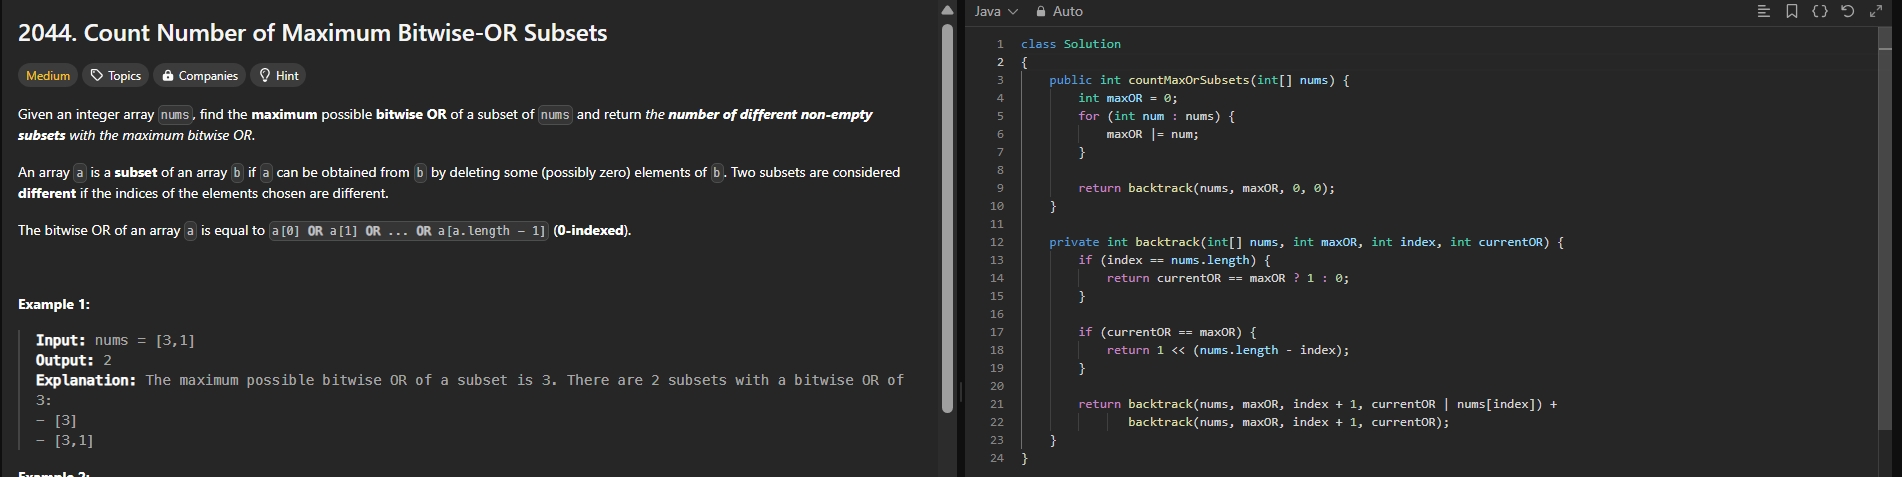 2044. Count Number of Maximum Bitwise-OR Subsets
Medium Topics Companies Hint
Given an integer array nums, find the maximum possible bitwise OR of a subset of nums and return the number of different non-empty
subsets with the maximum bitwise OR.
An array a is a subset of an array b if a can be obtained from b by deleting some (possibly zero) elements of b. Two subsets are considered
different if the indices of the elements chosen are different.
The bitwise OR of an array a is equal to a[0] OR a[1] OR ... OR a[a.length - 1] (0-indexed).
Example 1:
Input: nums = [3,1]
Output: 2
Explanation: The maximum possible bitwise OR of a subset is 3. There are 2 subsets with a bitwise OR of
3:
- [3]
- [3,1]
Example 2:
Java Auto
1 class Solution
2 {
3 public int countMaxOrSubsets(int[] nums) {
4 int maxOR = 0;
5 for (int num : nums) {
6 maxOR |= num;
7 }
8
9 return backtrack(nums, maxOR, 0, 0);
10 }
11
12 private int backtrack(int[] nums, int maxOR, int index, int currentOR) {
13 if (index == nums.length) {
14 return currentOR == maxOR ? 1 : 0;
15 }
16
17 if (currentOR == maxOR) {
18 return 1 << (nums.length - index);
19 }
20
21 return backtrack(nums, maxOR, index + 1, currentOR | nums[index]) +
22 backtrack(nums, maxOR, index + 1, currentOR);
23 }
24 }